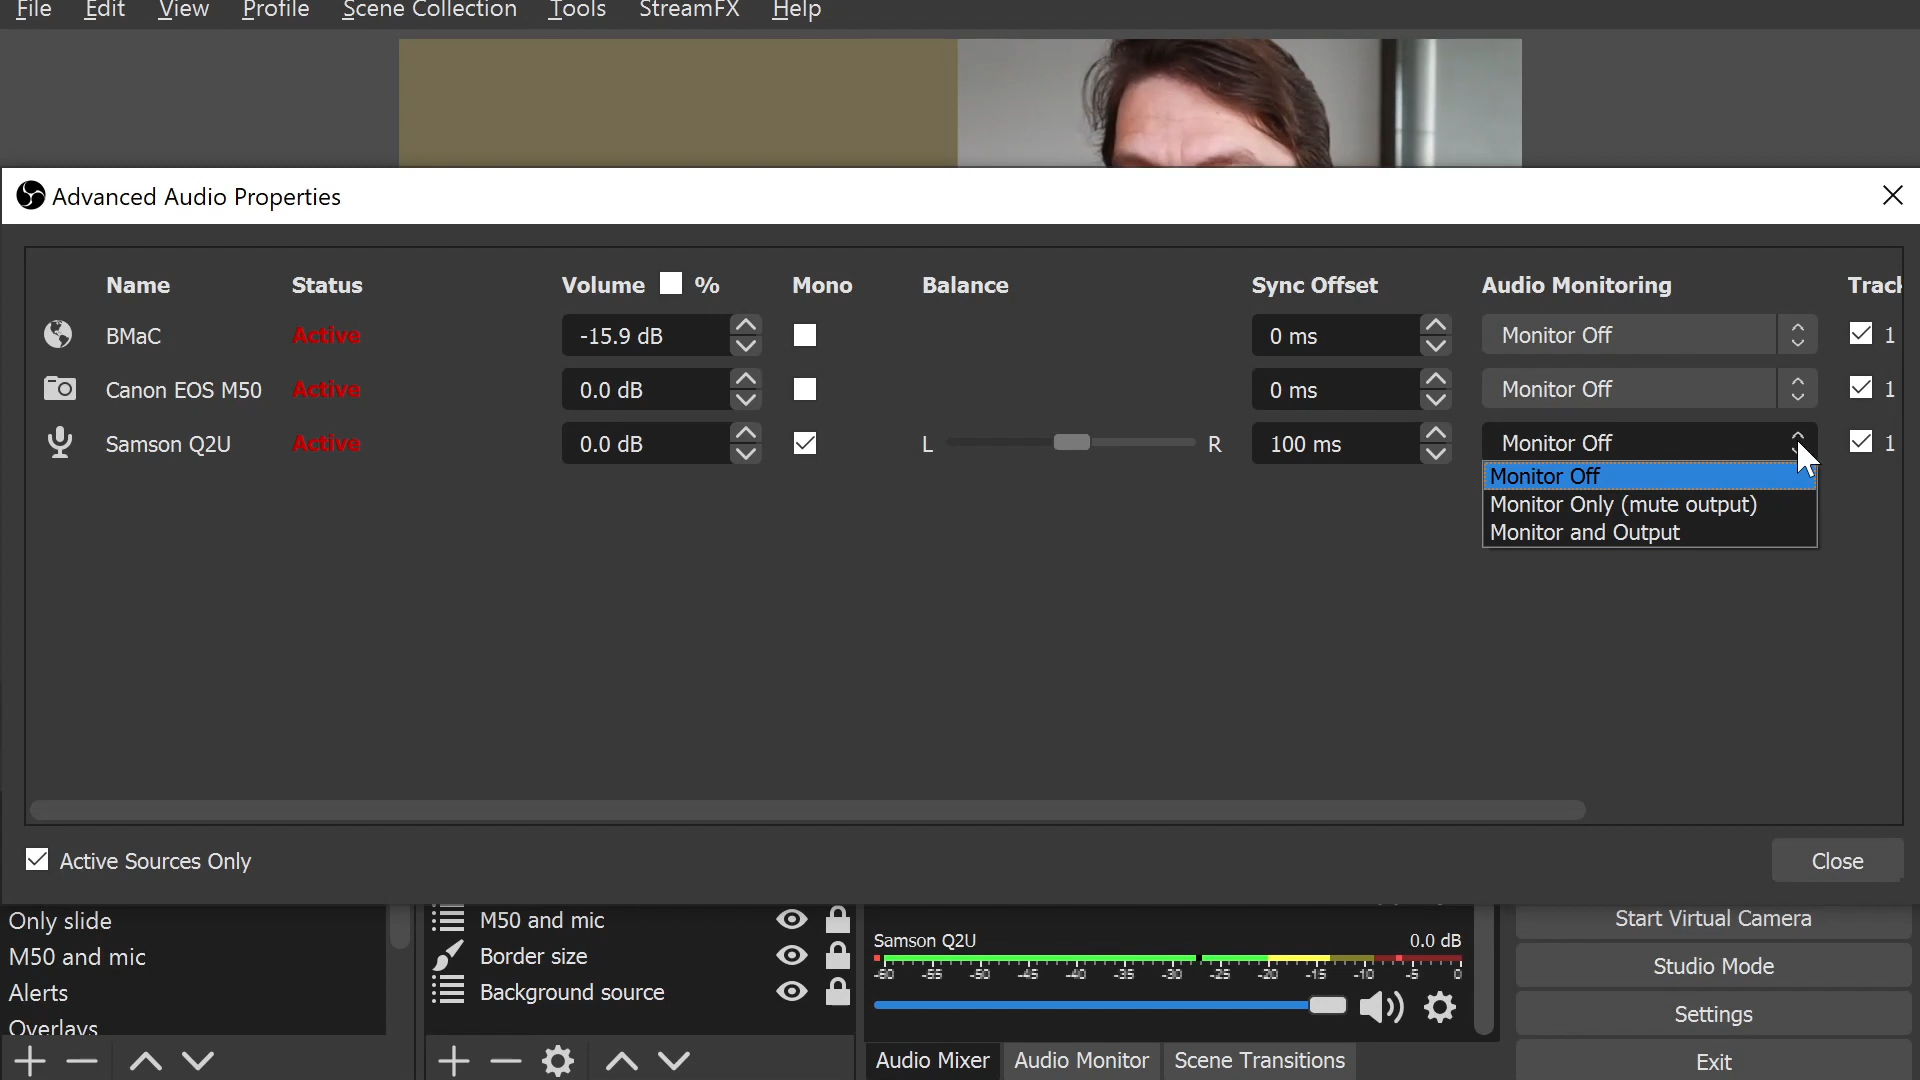 File Edit View Profile Scene Collection Tools StreamFX Help
Advanced Audio Properties
Name Status Volume % Mono Balance Sync Offset Audio Monitoring Track
BMaC Active -15.9 dB 0 ms Monitor Off 1
Canon EOS M50 Active 0.0 dB 0 ms Monitor Off 1
Samson Q2U Active 0.0 dB L R 100 ms Monitor Off 1
Monitor Off
Monitor Only (mute output)
Monitor and Output
Active Sources Only Close
Only slide
M50 and mic
Alerts
Overlays
M50 and mic
Border size
Background source
Samson Q2U 0.0 dB
-60 -55 -50 -45 -40 -35 -30 -25 -20 -15 -10 -5 0
Audio Mixer Audio Monitor Scene Transitions
Start Virtual Camera
Studio Mode
Settings
Exit